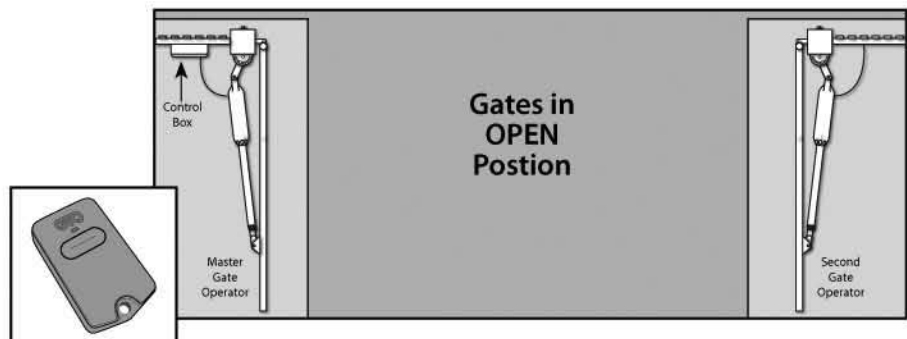 Control
Box
Gates in
OPEN
Postion
Master
Gate
Operator
Second
Gate
Operator